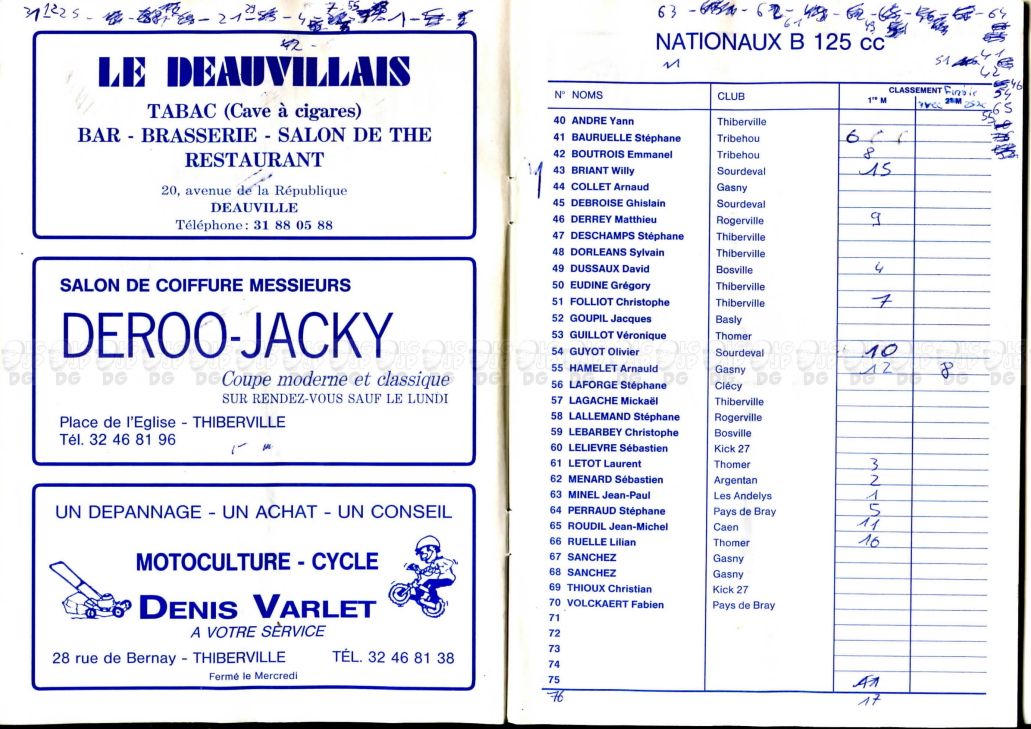 LE DEAUVILLAIS
TABAC (Cave à cigares)
BAR - BRASSERIE - SALON DE THE
RESTAURANT
20, avenue de la République
DEAUVILLE
Téléphone : 31 88 05 88
SALON DE COIFFURE MESSIEURS
DEROO-JACKY
Coupe moderne et classique
SUR RENDEZ-VOUS SAUF LE LUNDI
Place de l'Eglise - THIBERVILLE
Tél. 32 46 81 96
UN DEPANNAGE - UN ACHAT - UN CONSEIL
MOTOCULTURE - CYCLE
DENIS VARLET
A VOTRE SERVICE
28 rue de Bernay - THIBERVILLE TÉL. 32 46 81 38
Fermé le Mercredi
NATIONAUX B 125 cc
N° NOMS CLUB CLASSEMENT
1re M 2e M
40 ANDRE Yann Thiberville
41 BAURUELLE Stéphane Tribehou 6
42 BOUTROIS Emmanel Tribehou 8
43 BRIANT Willy Sourdeval 15
44 COLLET Arnaud Gasny
45 DEBROISE Ghislain Sourdeval
46 DERREY Matthieu Rogerville 9
47 DESCHAMPS Stéphane Thiberville
48 DORLEANS Sylvain Thiberville
49 DUSSAUX David Bosville 4
50 EUDINE Grégory Thiberville
51 FOLLIOT Christophe Thiberville 7
52 GOUPIL Jacques Basly
53 GUILLOT Véronique Thomer
54 GUYOT Olivier Sourdeval 10
55 HAMELET Arnauld Gasny 12 8
56 LAFORGE Stéphane Clécy
57 LAGACHE Mickaël Thiberville
58 LALLEMAND Stéphane Rogerville
59 LEBARBEY Christophe Bosville
60 LELIEVRE Sébastien Kick 27
61 LETOT Laurent Thomer 3
62 MENARD Sébastien Argentan 2
63 MINEL Jean-Paul Les Andelys 1
64 PERRAUD Stéphane Pays de Bray 5
65 ROUDIL Jean-Michel Caen 11
66 RUELLE Lilian Thomer 16
67 SANCHEZ Gasny
68 SANCHEZ Gasny
69 THIOUX Christian Kick 27
70 VOLCKAERT Fabien Pays de Bray
71
72
73
74
75
76 17